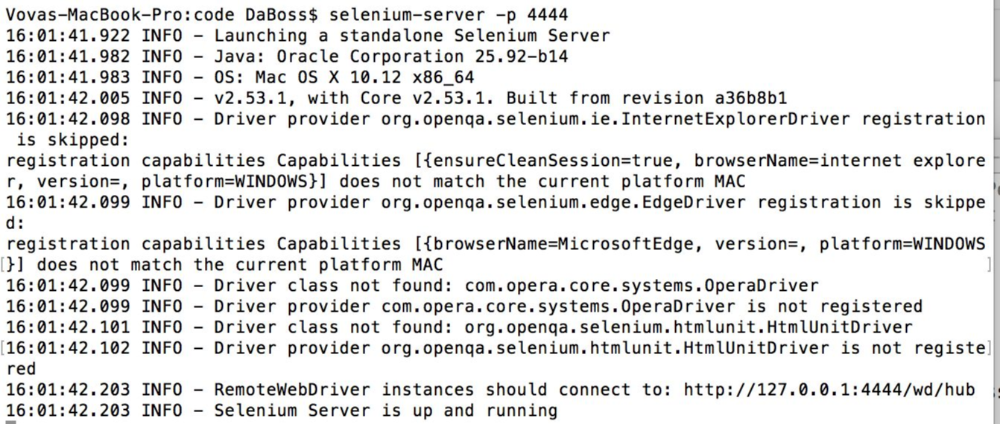 Vovas-MacBook-Pro:code DaBoss$ selenium-server -p 4444
16:01:41.922 INFO - Launching a standalone Selenium Server
16:01:41.982 INFO - Java: Oracle Corporation 25.92-b14
16:01:41.983 INFO - OS: Mac OS X 10.12 x86_64
16:01:42.005 INFO - v2.53.1, with Core v2.53.1. Built from revision a36b8b1
16:01:42.098 INFO - Driver provider org.openqa.selenium.ie.InternetExplorerDriver registration
 is skipped:
registration capabilities Capabilities [{ensureCleanSession=true, browserName=internet explore
r, version=, platform=WINDOWS}] does not match the current platform MAC
16:01:42.099 INFO - Driver provider org.openqa.selenium.edge.EdgeDriver registration is skippe
d:
registration capabilities Capabilities [{browserName=MicrosoftEdge, version=, platform=WINDOWS
[}] does not match the current platform MAC ]
16:01:42.099 INFO - Driver class not found: com.opera.core.systems.OperaDriver
16:01:42.099 INFO - Driver provider com.opera.core.systems.OperaDriver is not registered
16:01:42.101 INFO - Driver class not found: org.openqa.selenium.htmlunit.HtmlUnitDriver
[16:01:42.102 INFO - Driver provider org.openqa.selenium.htmlunit.HtmlUnitDriver is not registe]
red
16:01:42.203 INFO - RemoteWebDriver instances should connect to: http://127.0.0.1:4444/wd/hub
16:01:42.203 INFO - Selenium Server is up and running